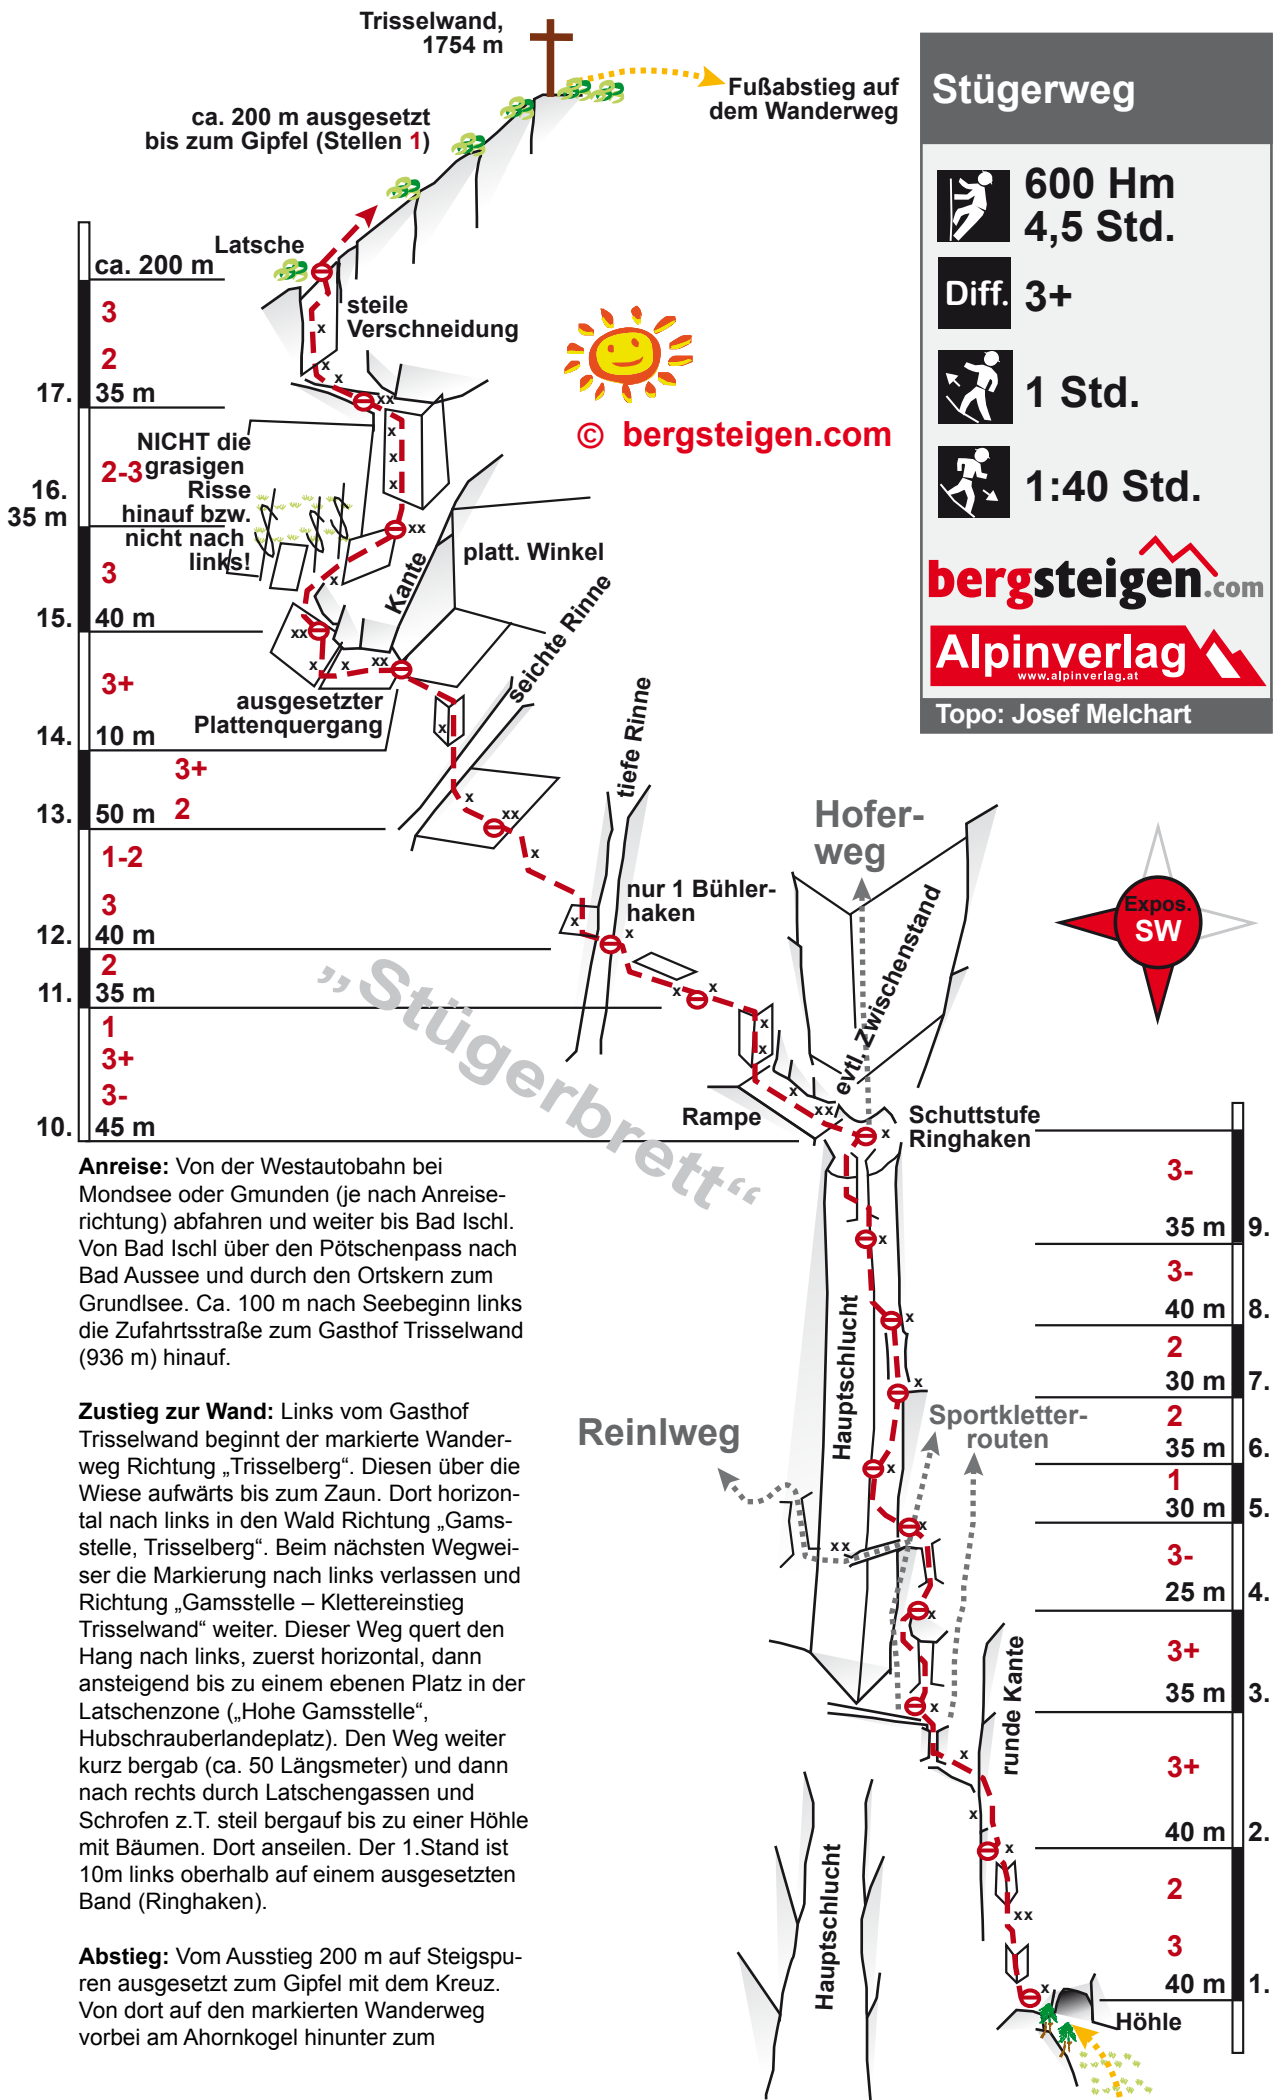 Trisselwand,
1754 m
Fußabstieg auf
dem Wanderweg
ca. 200 m ausgesetzt
bis zum Gipfel (Stellen 1)
Stügerweg
600 Hm
4,5 Std.
Diff. 3+
1 Std.
1:40 Std.
bergsteigen.com
Alpinverlag
www.alpinverlag.at
Topo: Josef Melchart
© bergsteigen.com
Latsche
steile
Verschneidung
ca. 200 m
3
2
17. 35 m
NICHT die
grasigen
Risse
hinauf bzw.
nicht nach
links!
2-3
16.
35 m
3
15. 40 m
Kante
platt. Winkel
seichte Rinne
3+
ausgesetzter
Plattenquergang
14. 10 m
3+
2
13. 50 m
tiefe Rinne
1-2
3
12. 40 m
nur 1 Bühler-
haken
2
11. 35 m
1
3+
3-
10. 45 m
„Stügerbrett“
Hofer-
weg
evtl. Zwischenstand
Expos.
SW
Rampe
Schuttstufe
Ringhaken
3-
35 m 9.
3-
40 m 8.
2
30 m 7.
2
35 m 6.
1
30 m 5.
3-
25 m 4.
3+
35 m 3.
3+
40 m 2.
2
3
40 m 1.
Hauptschlucht
Reinlweg
Sportkletter-
routen
runde Kante
Hauptschlucht
Höhle
Anreise: Von der Westautobahn bei
Mondsee oder Gmunden (je nach Anreise-
richtung) abfahren und weiter bis Bad Ischl.
Von Bad Ischl über den Pötschenpass nach
Bad Aussee und durch den Ortskern zum
Grundlsee. Ca. 100 m nach Seebeginn links
die Zufahrtsstraße zum Gasthof Trisselwand
(936 m) hinauf.
Zustieg zur Wand: Links vom Gasthof
Trisselwand beginnt der markierte Wander-
weg Richtung „Trisselberg“. Diesen über die
Wiese aufwärts bis zum Zaun. Dort horizon-
tal nach links in den Wald Richtung „Gams-
stelle, Trisselberg“. Beim nächsten Wegwei-
ser die Markierung nach links verlassen und
Richtung „Gamsstelle – Klettereinstieg
Trisselwand“ weiter. Dieser Weg quert den
Hang nach links, zuerst horizontal, dann
ansteigend bis zu einem ebenen Platz in der
Latschenzone („Hohe Gamsstelle“,
Hubschrauberlandeplatz). Den Weg weiter
kurz bergab (ca. 50 Längsmeter) und dann
nach rechts durch Latschengassen und
Schrofen z.T. steil bergauf bis zu einer Höhle
mit Bäumen. Dort anseilen. Der 1.Stand ist
10m links oberhalb auf einem ausgesetzten
Band (Ringhaken).
Abstieg: Vom Ausstieg 200 m auf Steigspu-
ren ausgesetzt zum Gipfel mit dem Kreuz.
Von dort auf den markierten Wanderweg
vorbei am Ahornkogel hinunter zum